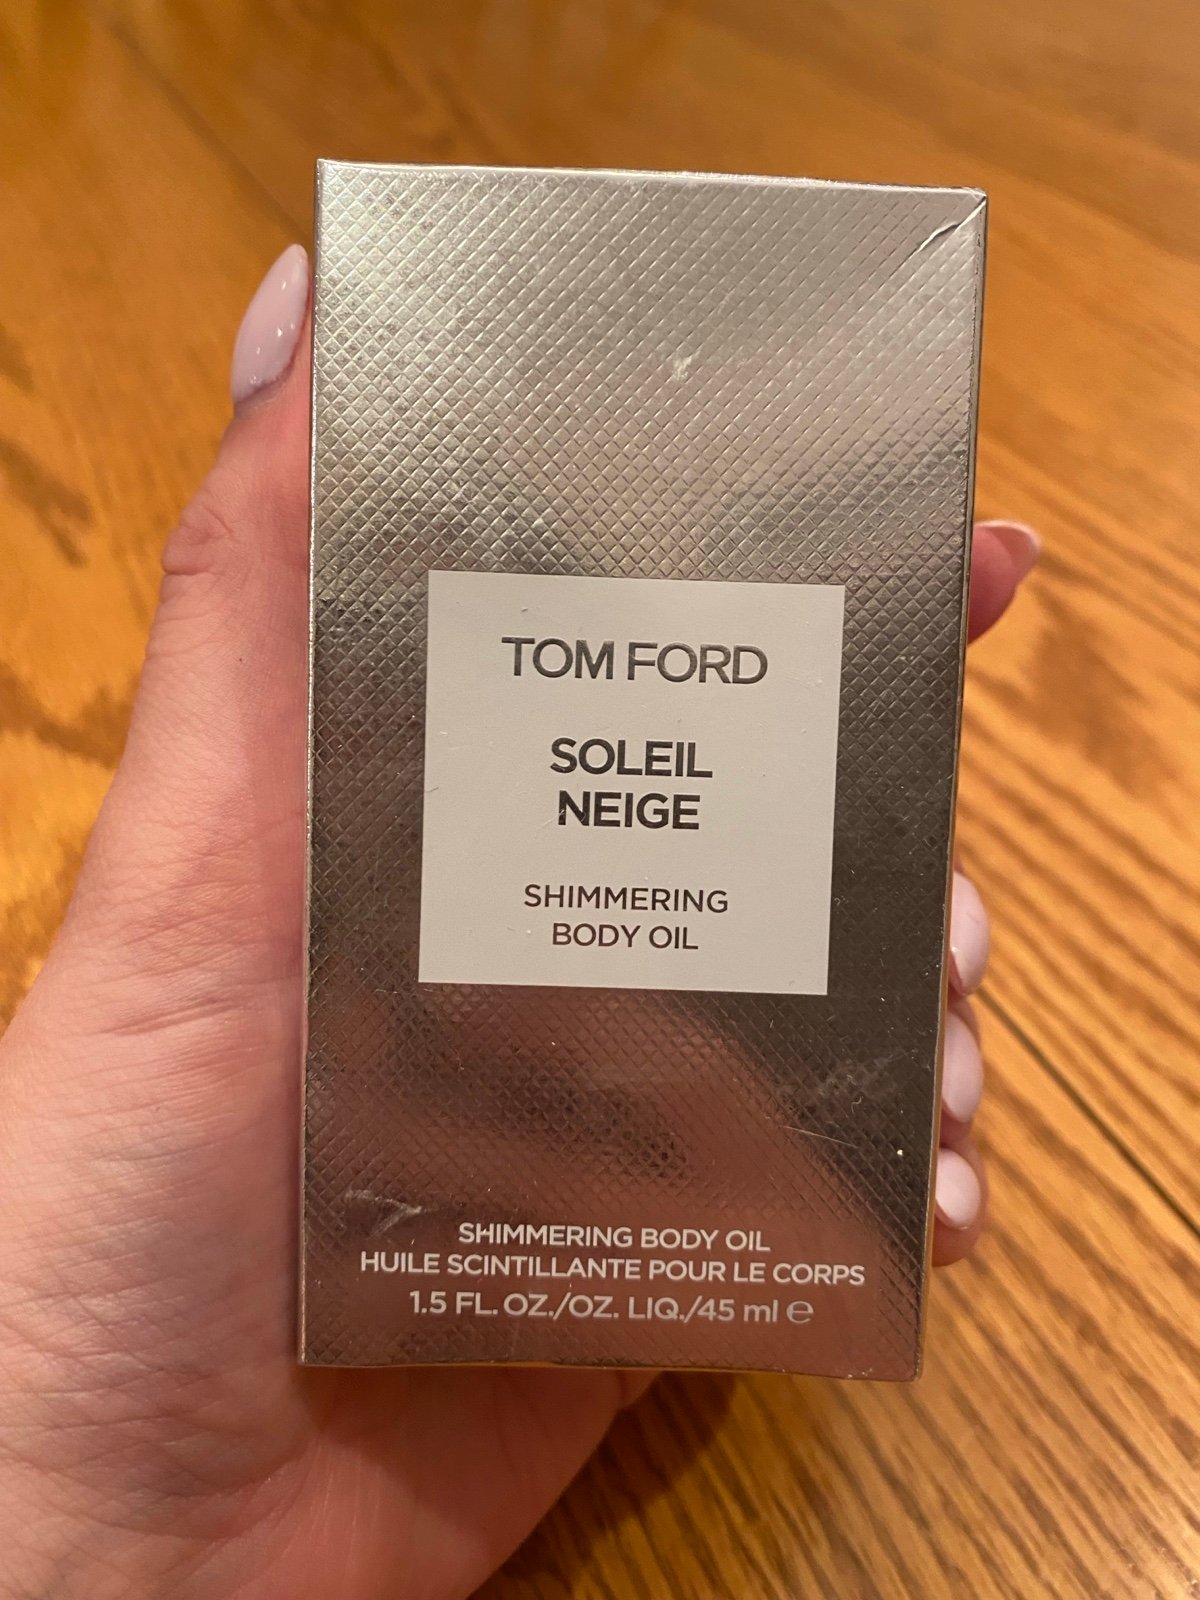 TOM FORD
SOLEIL
NEIGE
SHIMMERING
BODY OIL
SHIMMERING BODY OIL
HUILE SCINTILLANTE POUR LE CORPS
1.5 FL. OZ./OZ. LIQ./45 ml ℮